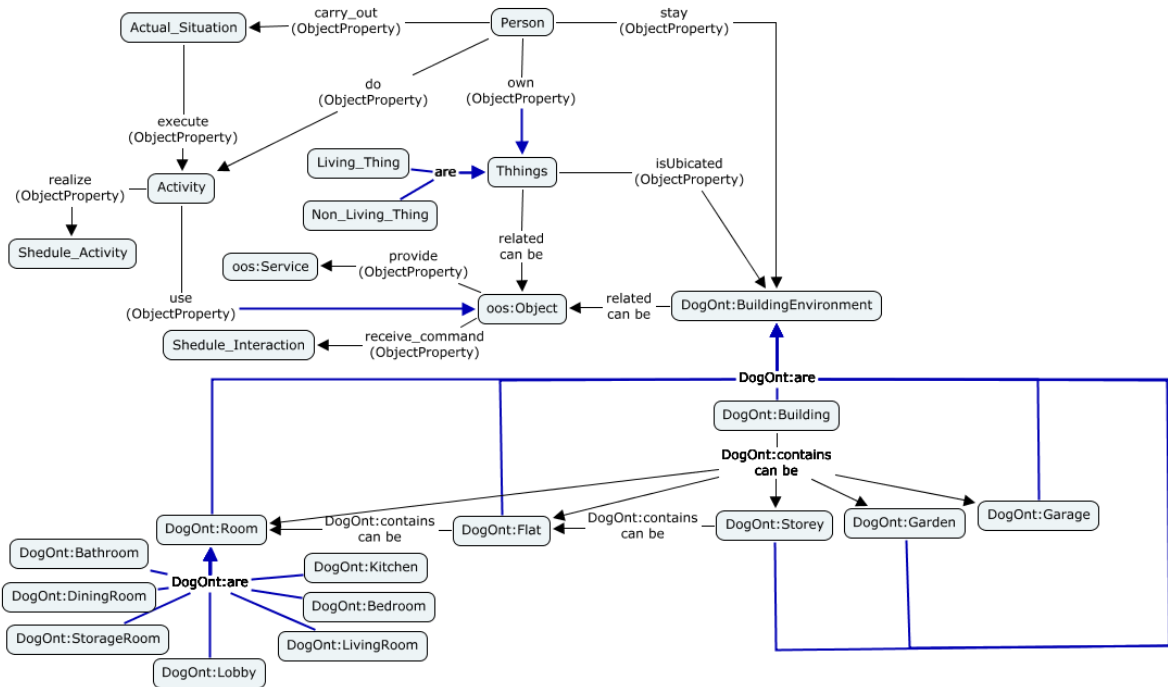 carry_out
(ObjectProperty)
Person
stay
(ObjectProperty)
Actual_Situation
do
(ObjectProperty)
own
(ObjectProperty)
execute
(ObjectProperty)
Living_Thing
are
Thhings
isUbicated
(ObjectProperty)
realize
(ObjectProperty)
Activity
Non_Living_Thing
Shedule_Activity
related
can be
oos:Service
provide
(ObjectProperty)
use
(ObjectProperty)
oos:Object
related
can be
DogOnt:BuildingEnvironment
Shedule_Interaction
receive_command
(ObjectProperty)
DogOnt:are
DogOnt:Building
DogOnt:contains
can be
DogOnt:Room
DogOnt:contains
can be
DogOnt:Flat
DogOnt:contains
can be
DogOnt:Storey
DogOnt:Garden
DogOnt:Garage
DogOnt:Bathroom
DogOnt:Kitchen
DogOnt:are
DogOnt:DiningRoom
DogOnt:Bedroom
DogOnt:StorageRoom
DogOnt:LivingRoom
DogOnt:Lobby